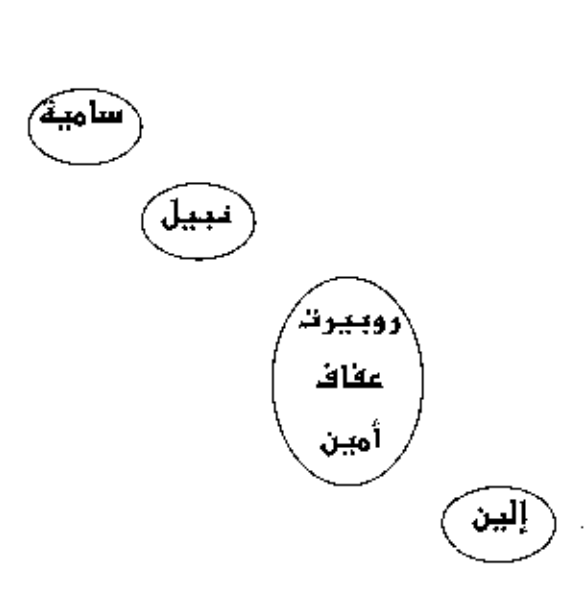 سامية
نبيل
روبيرت
عفاف
أمين
إلين